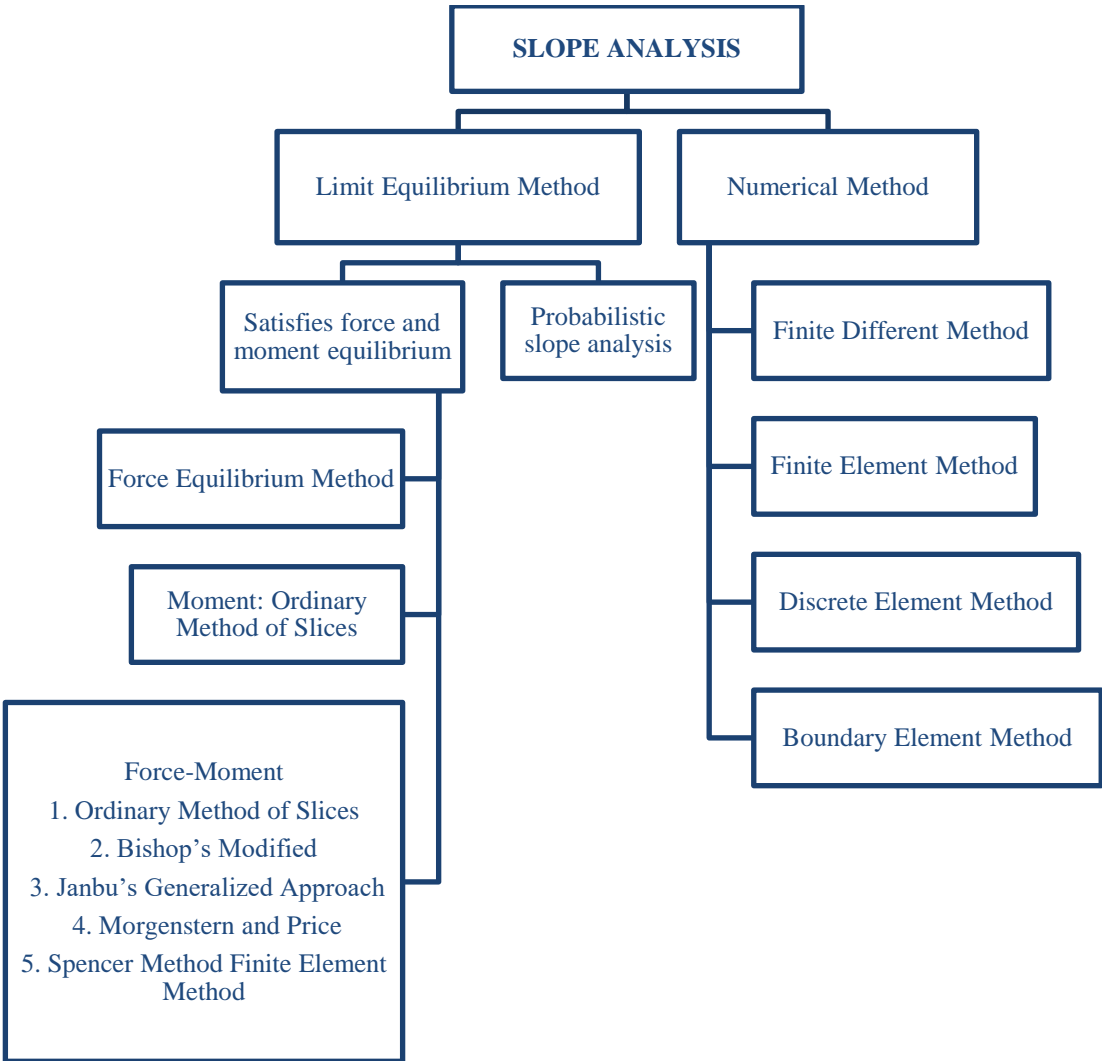 SLOPE ANALYSIS
Limit Equilibrium Method
Numerical Method
Satisfies force and
moment equilibrium
Probabilistic
slope analysis
Force Equilibrium Method
Moment: Ordinary
Method of Slices
Force-Moment
1. Ordinary Method of Slices
2. Bishop’s Modified
3. Janbu’s Generalized Approach
4. Morgenstern and Price
5. Spencer Method Finite Element
Method
Finite Different Method
Finite Element Method
Discrete Element Method
Boundary Element Method